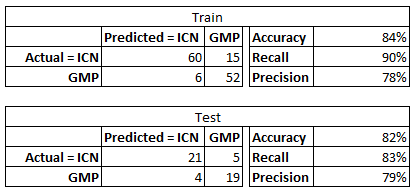 Train
Predicted = ICN GMP Accuracy 84%
Actual = ICN 60 15 Recall 90%
GMP 6 52 Precision 78%
Test
Predicted = ICN GMP Accuracy 82%
Actual = ICN 21 5 Recall 83%
GMP 4 19 Precision 79%